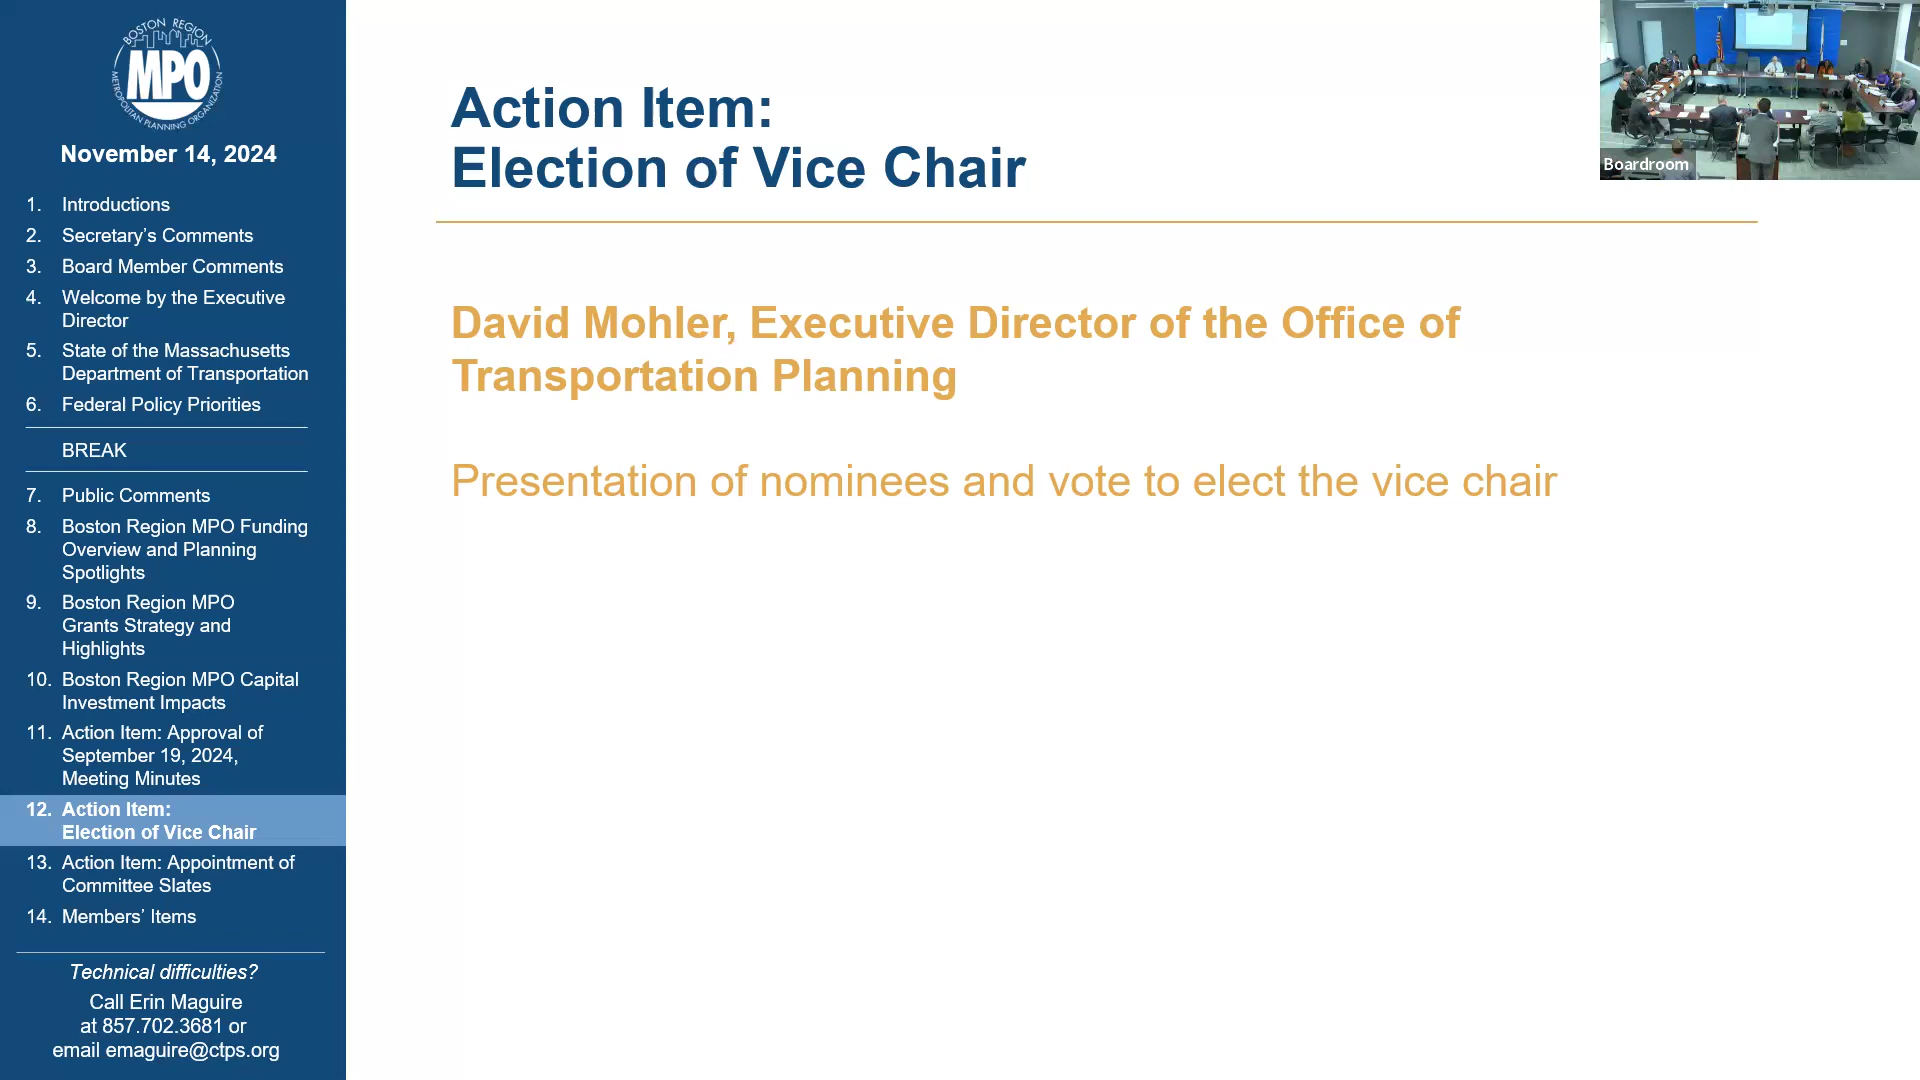 BOSTON REGION
MPO
METROPOLITAN PLANNING ORGANIZATION
November 14, 2024
1. Introductions
2. Secretary’s Comments
3. Board Member Comments
4. Welcome by the Executive
Director
5. State of the Massachusetts
Department of Transportation
6. Federal Policy Priorities
BREAK
7. Public Comments
8. Boston Region MPO Funding
Overview and Planning
Spotlights
9. Boston Region MPO
Grants Strategy and
Highlights
10. Boston Region MPO Capital
Investment Impacts
11. Action Item: Approval of
September 19, 2024,
Meeting Minutes
12. Action Item:
Election of Vice Chair
13. Action Item: Appointment of
Committee Slates
14. Members’ Items
Technical difficulties?
Call Erin Maguire
at 857.702.3681 or
email emaguire@ctps.org
Action Item:
Election of Vice Chair
David Mohler, Executive Director of the Office of
Transportation Planning
Presentation of nominees and vote to elect the vice chair
Boardroom